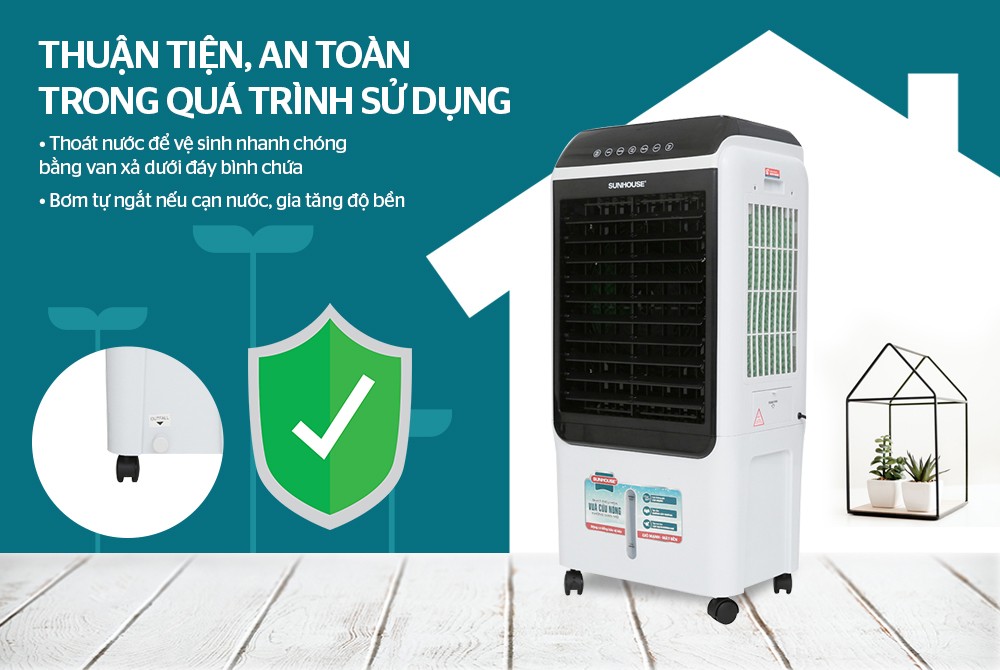 THUẬN TIỆN, AN TOÀN
TRONG QUÁ TRÌNH SỬ DỤNG
• Thoát nước để vệ sinh nhanh chóng
bằng van xả dưới đáy bình chứa
• Bơm tự ngắt nếu cạn nước, gia tăng độ bền
SUNHOUSE
SUNHOUSE
VUA CỨU NÓNG